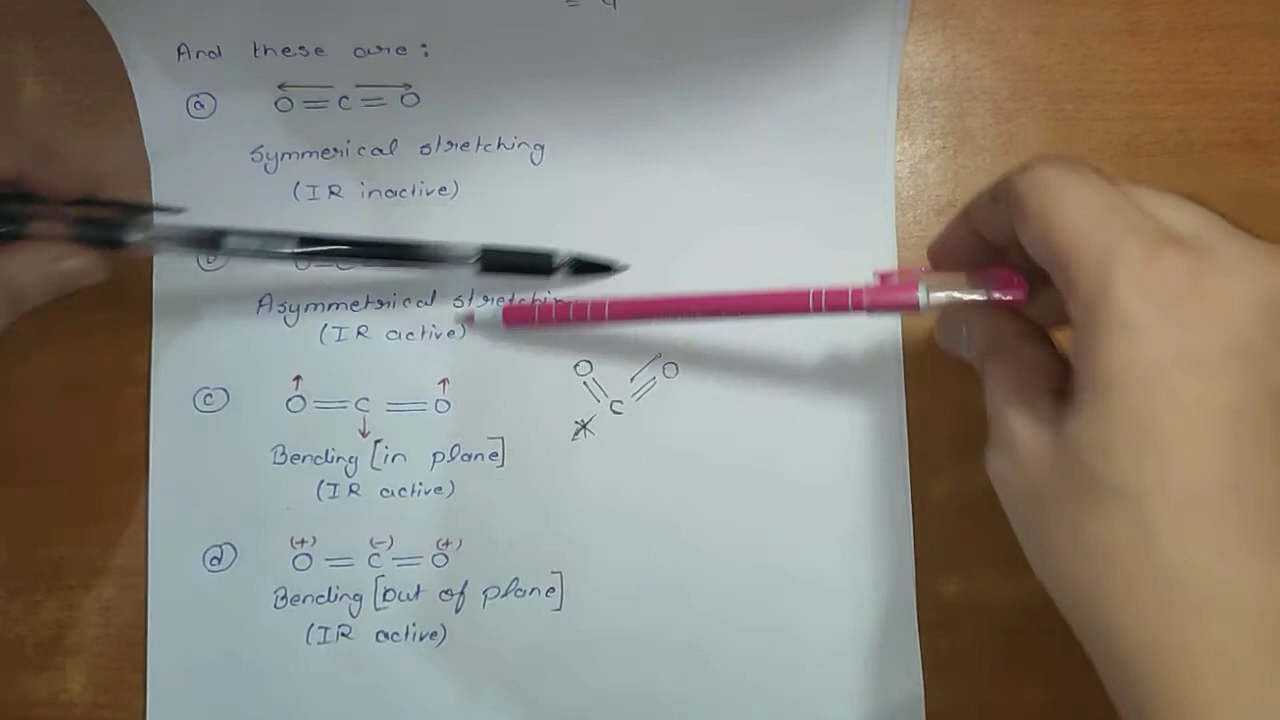 = 4
And these are:
(a) O=C=O
Symmerical stretching
(IR inactive)
(b)
Asymmetrical stretchin
(IR active)
(c) O=C=O
Bending [in plane]
(IR active)
O O
C
(+) (-) (+)
(d) O=C=O
Bending [out of plane]
(IR active)